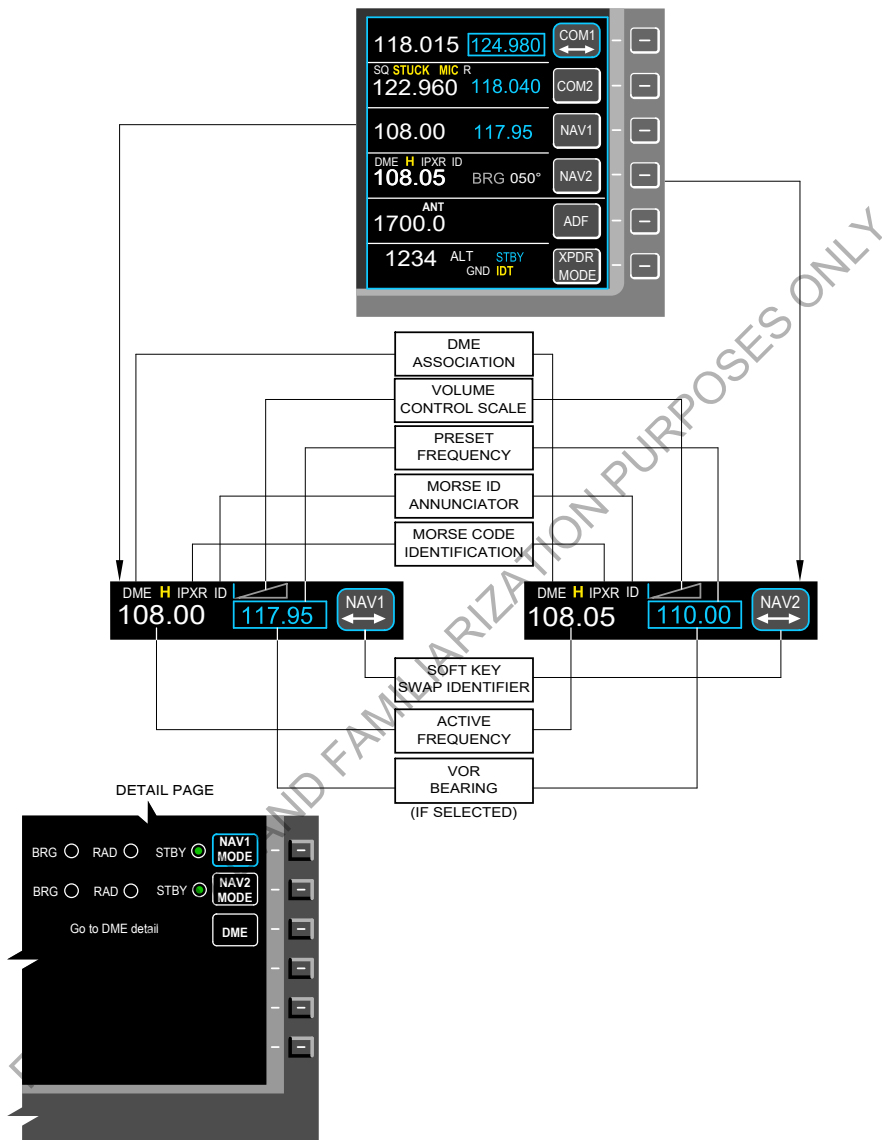 118.015 124.980 COM1
SQ STUCK MIC R
122.960 118.040 COM2
108.00 117.95 NAV1
DME H IPXR ID
108.05 BRG 050° NAV2
ANT
1700.0 ADF
1234 ALT STBY XPDR
GND IDT MODE
DME
ASSOCIATION
VOLUME
CONTROL SCALE
PRESET
FREQUENCY
MORSE ID
ANNUNCIATOR
MORSE CODE
IDENTIFICATION
DME H IPXR ID
108.00 117.95 NAV1
DME H IPXR ID
108.05 110.00 NAV2
SOFT KEY
SWAP IDENTIFIER
ACTIVE
FREQUENCY
VOR
BEARING
(IF SELECTED)
DETAIL PAGE
BRG RAD STBY NAV1
MODE
BRG RAD STBY NAV2
MODE
Go to DME detail DME
AND FAMILIARIZATION PURPOSES ONLY